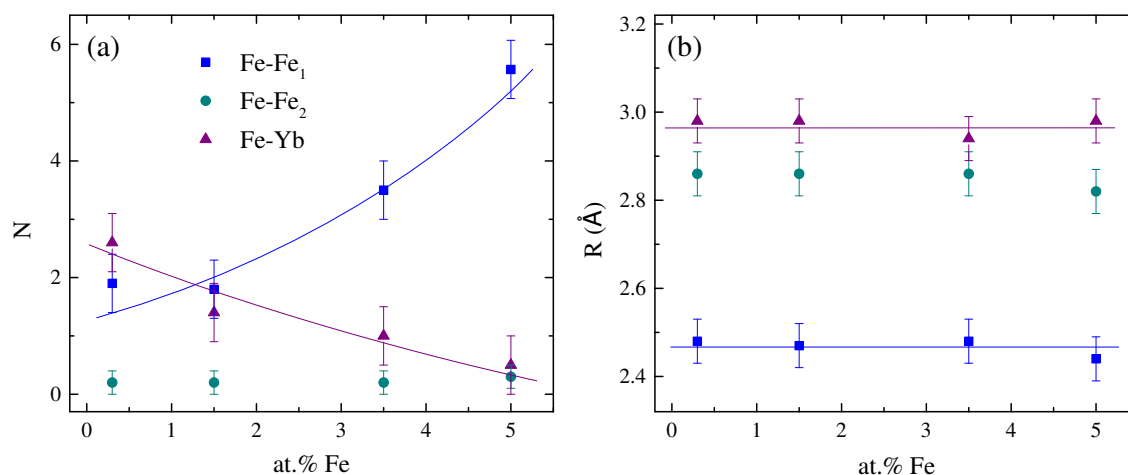 (a)
Fe-Fe₁
Fe-Fe₂
Fe-Yb
N
6
4
2
0
0 1 2 3 4 5
at.% Fe
(b)
R (Å)
3.2
3.0
2.8
2.6
2.4
0 1 2 3 4 5
at.% Fe